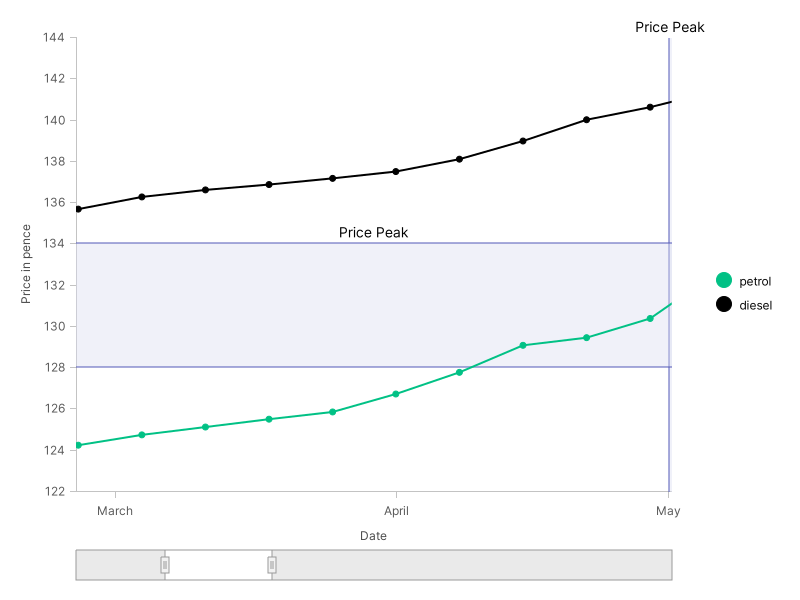 Price Peak
144
142
140
138
136
134
132
130
128
126
124
122
Price in pence
Price Peak
petrol
diesel
March
April
May
Date